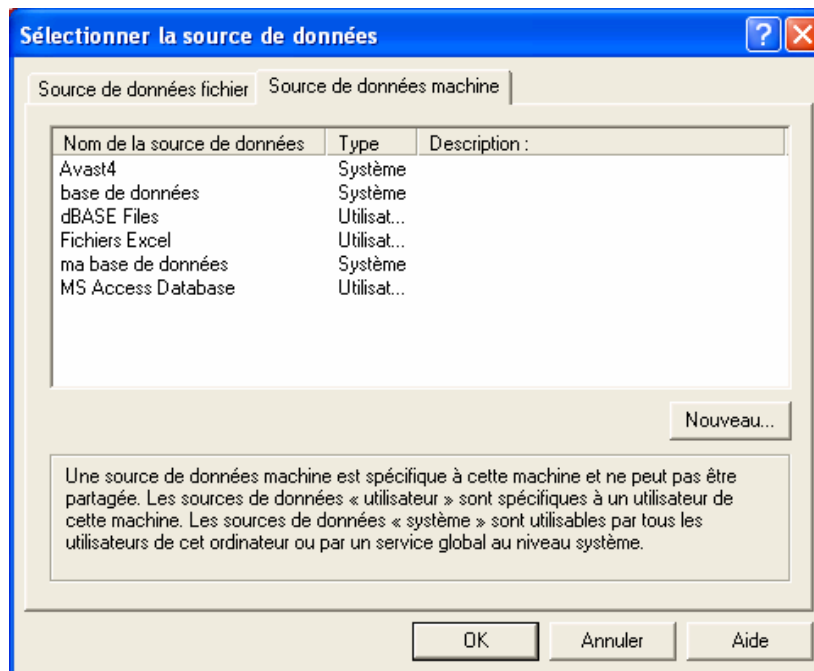 Sélectionner la source de données
Source de données fichier Source de données machine
Nom de la source de données Type Description :
Avast4 Système
base de données Système
dBASE Files Utilisat...
Fichiers Excel Utilisat...
ma base de données Système
MS Access Database Utilisat...
Nouveau...
Une source de données machine est spécifique à cette machine et ne peut pas être
partagée. Les sources de données « utilisateur » sont spécifiques à un utilisateur de
cette machine. Les sources de données « système » sont utilisables par tous les
utilisateurs de cet ordinateur ou par un service global au niveau système.
OK Annuler Aide